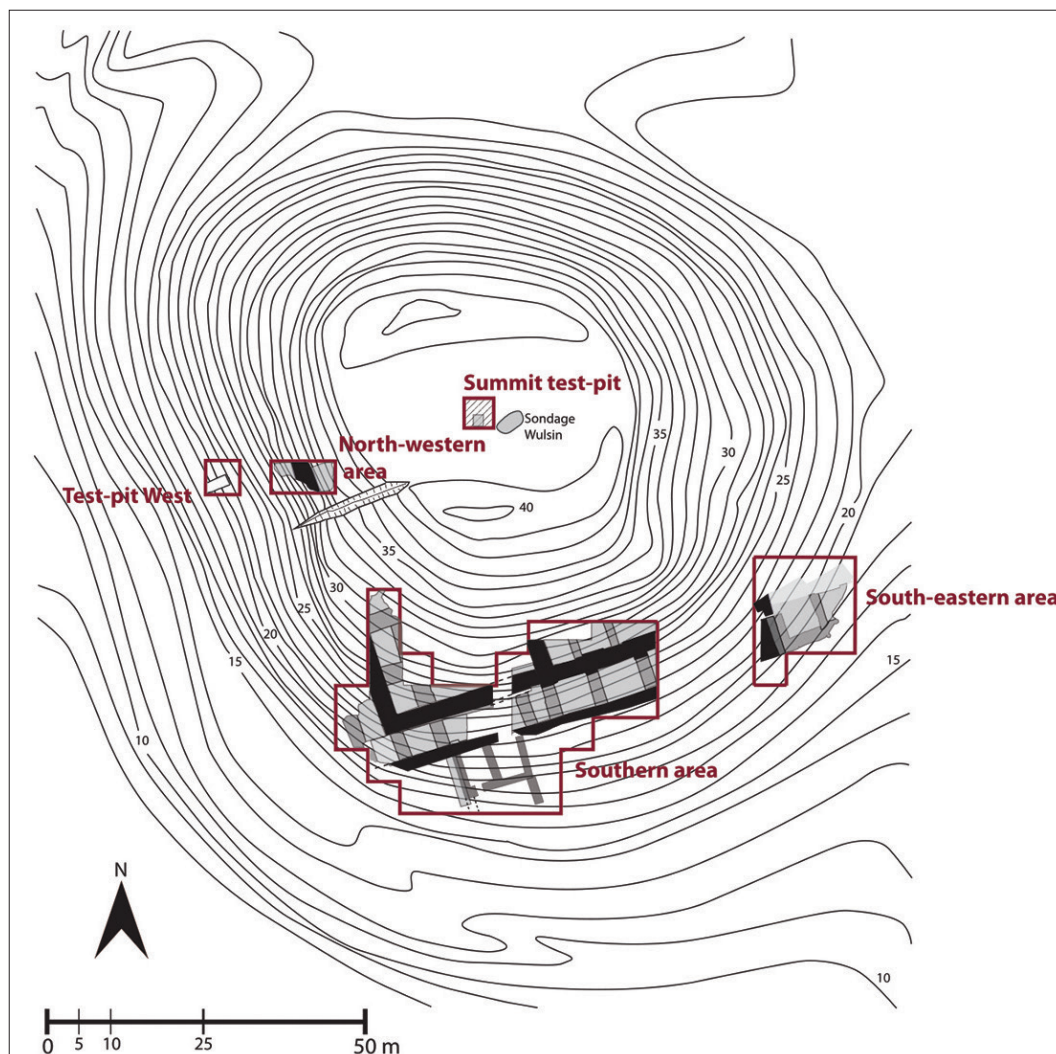 Summit test-pit
Sondage
Wulsin
35
North-western
area
30
Test-pit West
25
40
20
35
South-eastern area
30
25
20
15
15
10
Southern area
N
10
0 5 10 25 50 m